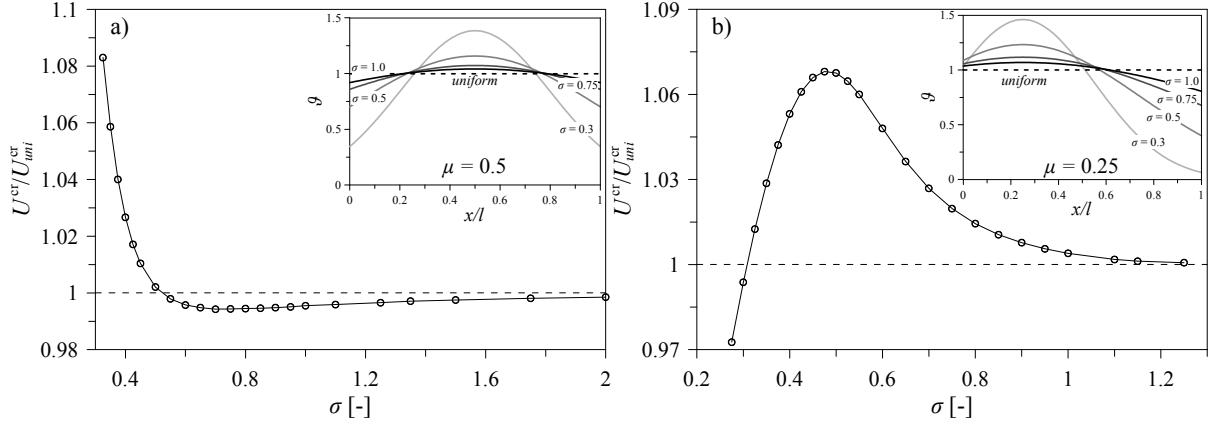 a)
1.1
1.08
1.06
1.04
1.02
1
0.98
U^cr/U^cr_uni
0.4 0.8 1.2 1.6 2
σ [-]
1.5
1
0.5
0
ϑ
σ = 1.0
σ = 0.5
uniform
σ = 0.75
σ = 0.3
μ = 0.5
0 0.2 0.4 0.6 0.8 1
x/l
b)
1.09
1.06
1.03
1
0.97
U^cr/U^cr_uni
0.2 0.4 0.6 0.8 1 1.2
σ [-]
1.5
1
0.5
0
ϑ
uniform
σ = 1.0
σ = 0.75
σ = 0.5
σ = 0.3
μ = 0.25
0 0.2 0.4 0.6 0.8 1
x/l